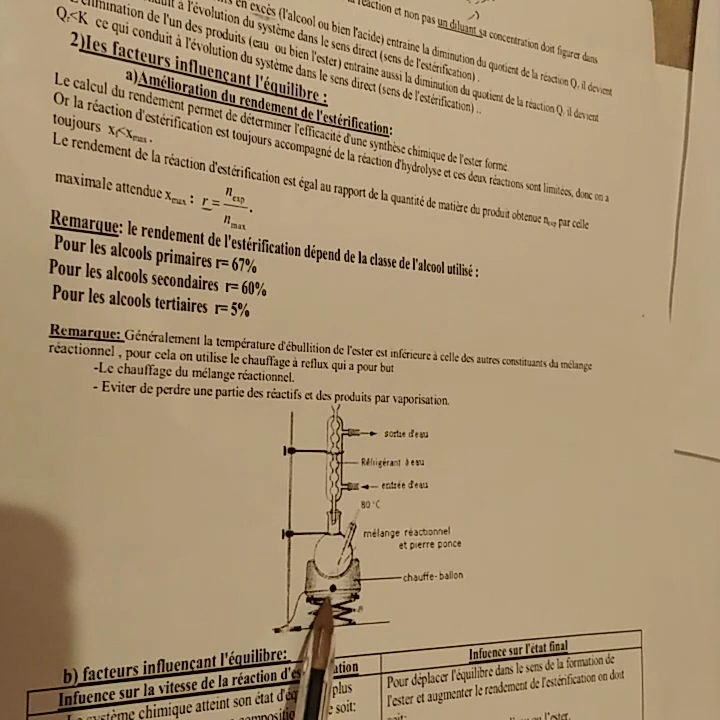 réaction et non pas un diluant sa concentration doit figurer dans
en excès (l'alcool ou bien l'acide) entraine la diminution du quotient de la réaction Q, il devient
à l'évolution du système dans le sens direct (sens de l'estérification) .
l'un des produits (eau ou bien l'ester) entraine aussi la diminution du quotient de la réaction Q, il devient
Qr<K ce qui conduit à l'évolution du système dans le sens direct (sens de l'estérification) ..
2)les facteurs influençant l'équilibre :
a)Amélioration du rendement de l'estérification:
Le calcul du rendement permet de déterminer l'efficacité d'une synthèse chimique de l'ester formé.
Or la réaction d'estérification est toujours accompagné de la réaction d'hydrolyse et ces deux réactions sont limitées, donc on a
toujours xf<xmax .
Le rendement de la réaction d'estérification est égal au rapport de la quantité de matière du produit obtenue nexp par celle
maximale attendue xmax : r = nexp / nmax .
Remarque: le rendement de l'estérification dépend de la classe de l'alcool utilisé :
Pour les alcools primaires r= 67%
Pour les alcools secondaires r= 60%
Pour les alcools tertiaires r= 5%
Remarque: Généralement la température d'ébullition de l'ester est inférieure à celle des autres constituants du mélange
réactionnel , pour cela on utilise le chauffage à reflux qui a pour but
-Le chauffage du mélange réactionnel.
- Eviter de perdre une partie des réactifs et des produits par vaporisation.
sortie d'eau
Réfrigérant à eau
entrée d'eau
80 °C
mélange réactionnel
et pierre ponce
chauffe-ballon
b) facteurs influençant l'équilibre:
Infuence sur la vitesse de la réaction
Infuence sur l'état final
système chimique atteint son état plus
Pour déplacer l'équilibre dans le sens de la formation de
soit:
l'ester et augmenter le rendement de l'estérification on doit
soit:
l'ester.